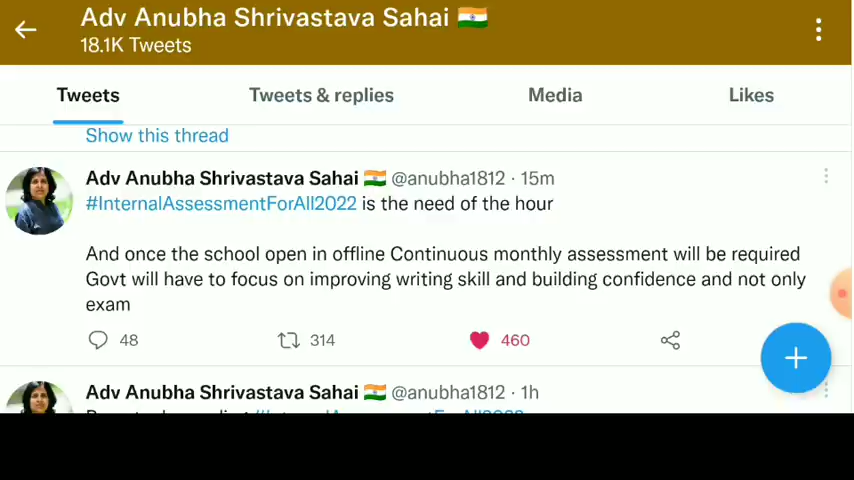 Adv Anubha Shrivastava Sahai 🇮🇳
18.1K Tweets
Tweets Tweets & replies Media Likes
Show this thread
Adv Anubha Shrivastava Sahai 🇮🇳 @anubha1812 · 15m
#InternalAssessmentForAll2022 is the need of the hour
And once the school open in offline Continuous monthly assessment will be required
Govt will have to focus on improving writing skill and building confidence and not only
exam
48 314 460
Adv Anubha Shrivastava Sahai 🇮🇳 @anubha1812 · 1h